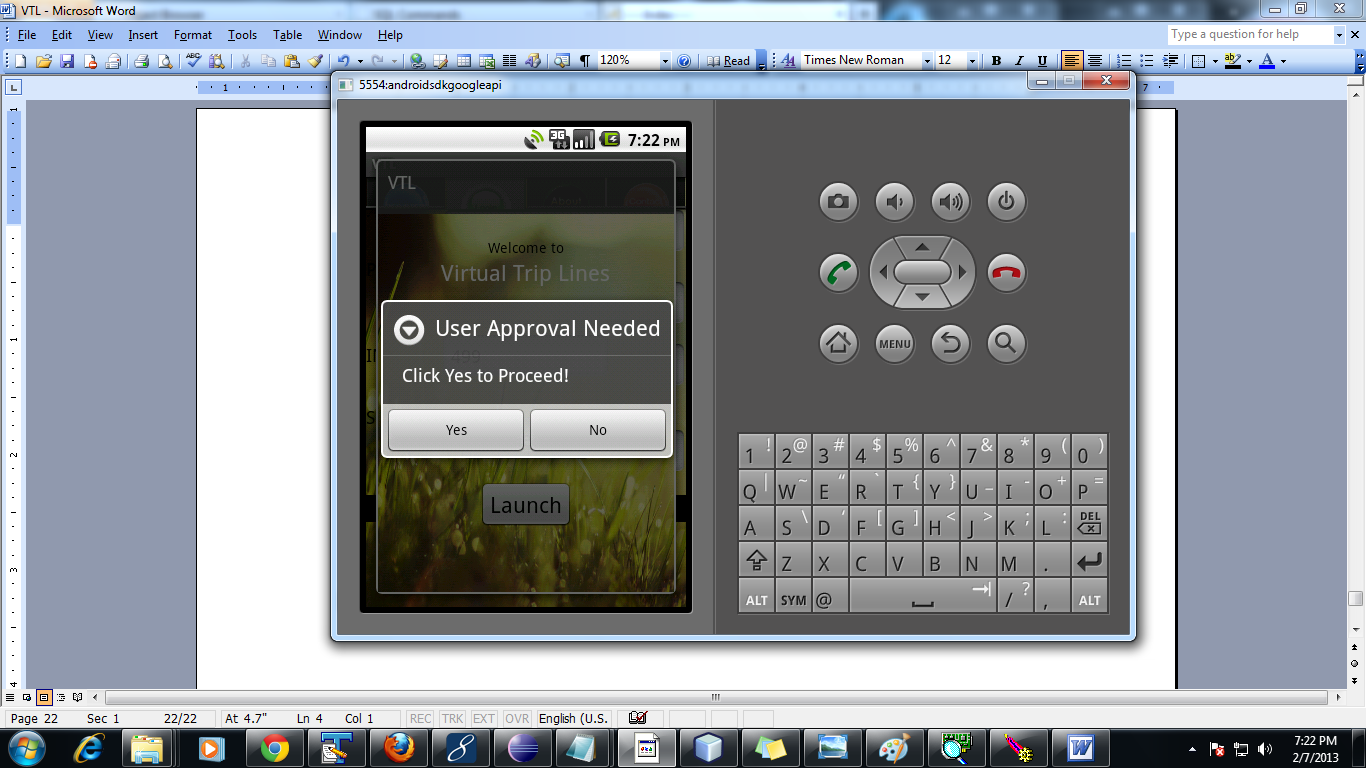 VTL - Microsoft Word
File Edit View Insert Format Tools Table Window Help
Type a question for help
120%
Read
Times New Roman
12
B I U
5554:androidsdkgoogleapi
3G
7:22 PM
VTL
Welcome to
Virtual Trip Lines
User Approval Needed
Click Yes to Proceed!
Yes
No
Launch
MENU
1 ! 2 @ 3 # 4 $ 5 % 6 ^ 7 & 8 * 9 ( 0 )
Q | W ~ E “ R ` T { Y } U _ I - O + P =
A S \ D ‘ F [ G ] H < J > K ; L : DEL
Z X C V B N M .
ALT SYM @ / ? , ALT
Page 22 Sec 1 22/22 At 4.7" Ln 4 Col 1 REC TRK EXT OVR English (U.S.
7:22 PM
2/7/2013